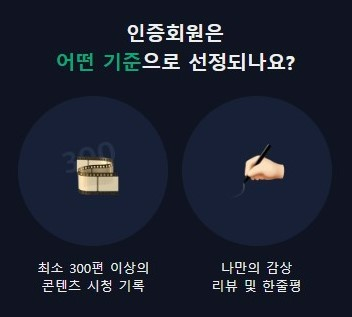 인증회원은
어떤 기준으로 선정되나요?
300
최소 300편 이상의
콘텐츠 시청 기록
나만의 감상
리뷰 및 한줄평